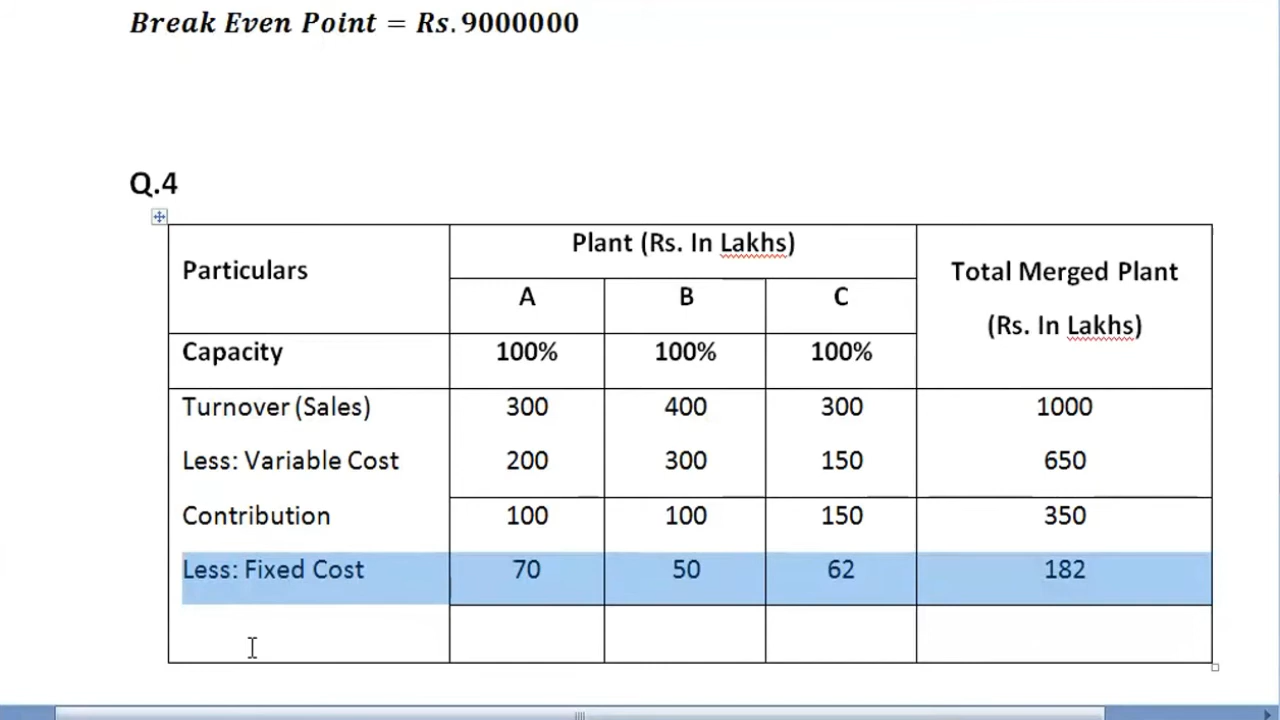 Break Even Point = Rs. 9000000
Q.4
Particulars Plant (Rs. In Lakhs) Total Merged Plant (Rs. In Lakhs)
A B C
Capacity 100% 100% 100%
Turnover (Sales) 300 400 300 1000
Less: Variable Cost 200 300 150 650
Contribution 100 100 150 350
Less: Fixed Cost 70 50 62 182